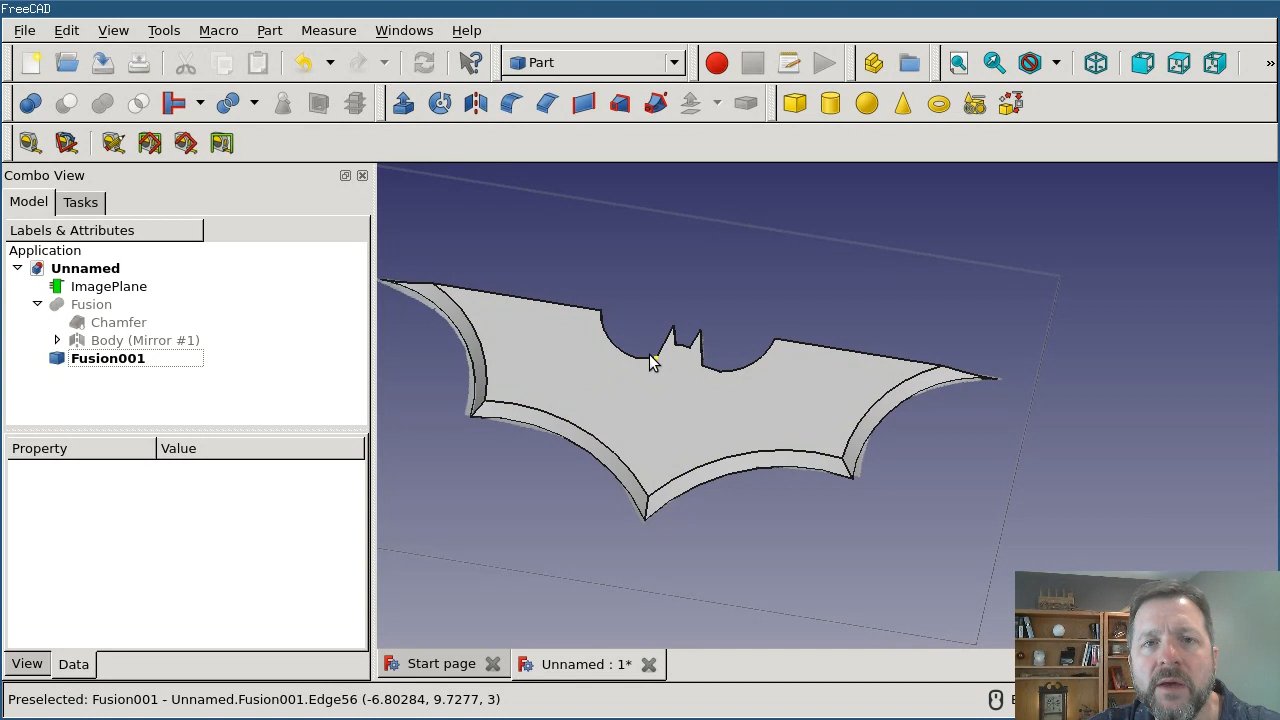 FreeCAD
File Edit View Tools Macro Part Measure Windows Help
Part
»
Combo View
Model Tasks
Labels & Attributes
Application
Unnamed
ImagePlane
Fusion
Chamfer
Body (Mirror #1)
Fusion001
Property Value
View Data
Start page Unnamed : 1*
Preselected: Fusion001 - Unnamed.Fusion001.Edge56 (-6.80284, 9.7277, 3)